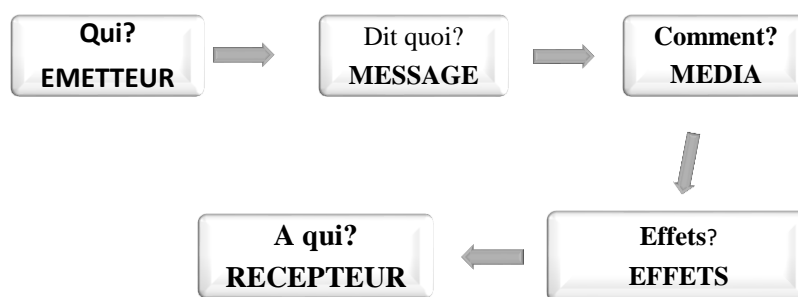 Qui?
EMETTEUR
Dit quoi?
MESSAGE
Comment?
MEDIA
Effets?
EFFETS
A qui?
RECEPTEUR